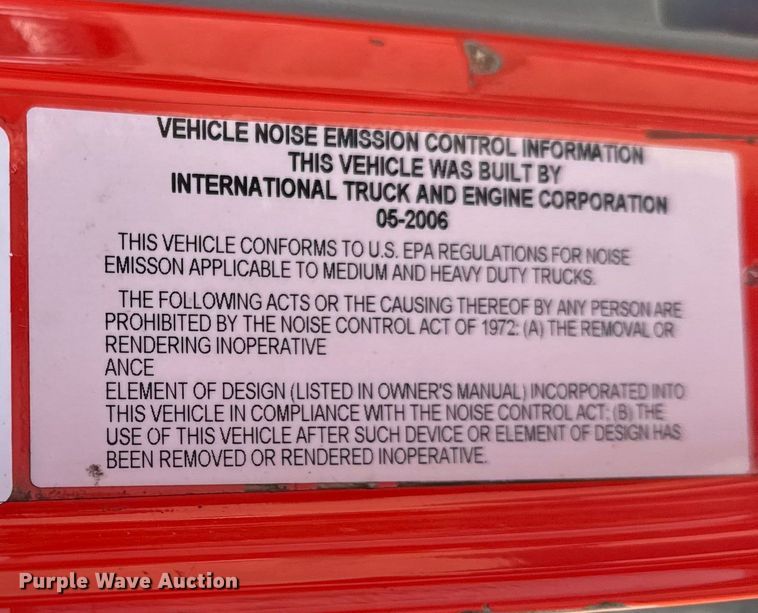 VEHICLE NOISE EMISSION CONTROL INFORMATION
THIS VEHICLE WAS BUILT BY
INTERNATIONAL TRUCK AND ENGINE CORPORATION
05-2006
THIS VEHICLE CONFORMS TO U.S. EPA REGULATIONS FOR NOISE
EMISSON APPLICABLE TO MEDIUM AND HEAVY DUTY TRUCKS.
THE FOLLOWING ACTS OR THE CAUSING THEREOF BY ANY PERSON ARE
PROHIBITED BY THE NOISE CONTROL ACT OF 1972: (A) THE REMOVAL OR
RENDERING INOPERATIVE
ANCE
ELEMENT OF DESIGN (LISTED IN OWNER'S MANUAL) INCORPORATED INTO
THIS VEHICLE IN COMPLIANCE WITH THE NOISE CONTROL ACT: (B) THE
USE OF THIS VEHICLE AFTER SUCH DEVICE OR ELEMENT OF DESIGN HAS
BEEN REMOVED OR RENDERED INOPERATIVE.
Purple Wave Auction